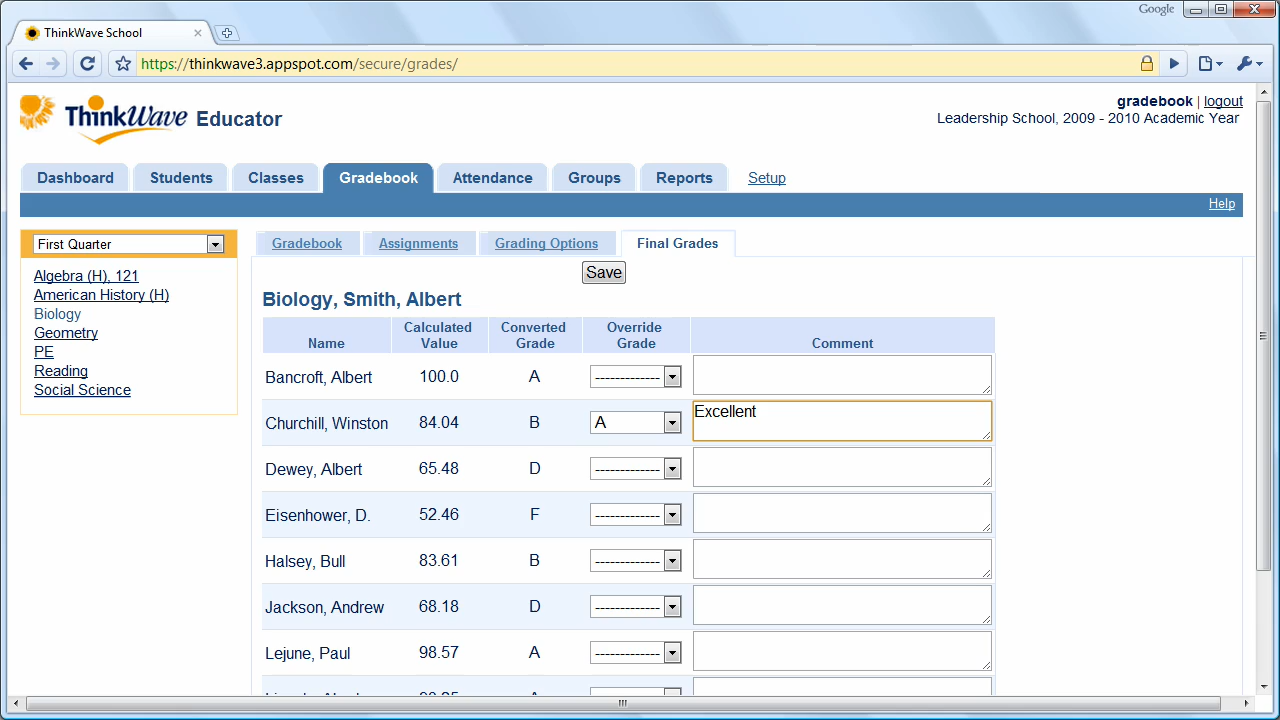 Google
ThinkWave School
https://thinkwave3.appspot.com/secure/grades/
ThinkWave Educator
gradebook | logout
Leadership School, 2009 - 2010 Academic Year
Dashboard Students Classes Gradebook Attendance Groups Reports Setup
Help
First Quarter
Algebra (H), 121
American History (H)
Biology
Geometry
PE
Reading
Social Science
Gradebook Assignments Grading Options Final Grades
Save
Biology, Smith, Albert
Name Calculated Value Converted Grade Override Grade Comment
Bancroft, Albert 100.0 A -------------
Churchill, Winston 84.04 B A Excellent
Dewey, Albert 65.48 D -------------
Eisenhower, D. 52.46 F -------------
Halsey, Bull 83.61 B -------------
Jackson, Andrew 68.18 D -------------
Lejune, Paul 98.57 A -------------